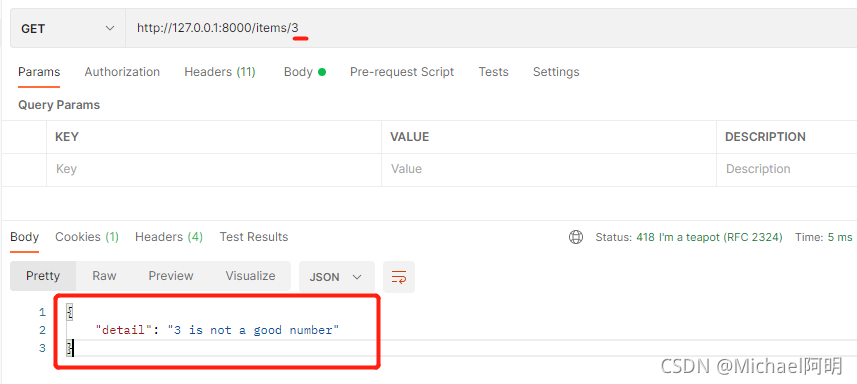 GET http://127.0.0.1:8000/items/3
Params Authorization Headers (11) Body Pre-request Script Tests Settings
Query Params
KEY VALUE DESCRIPTION
Key Value Description
Body Cookies (1) Headers (4) Test Results Status: 418 I'm a teapot (RFC 2324) Time: 5 ms
Pretty Raw Preview Visualize JSON
1 {
2 "detail": "3 is not a good number"
3 }
CSDN @Michael阿明